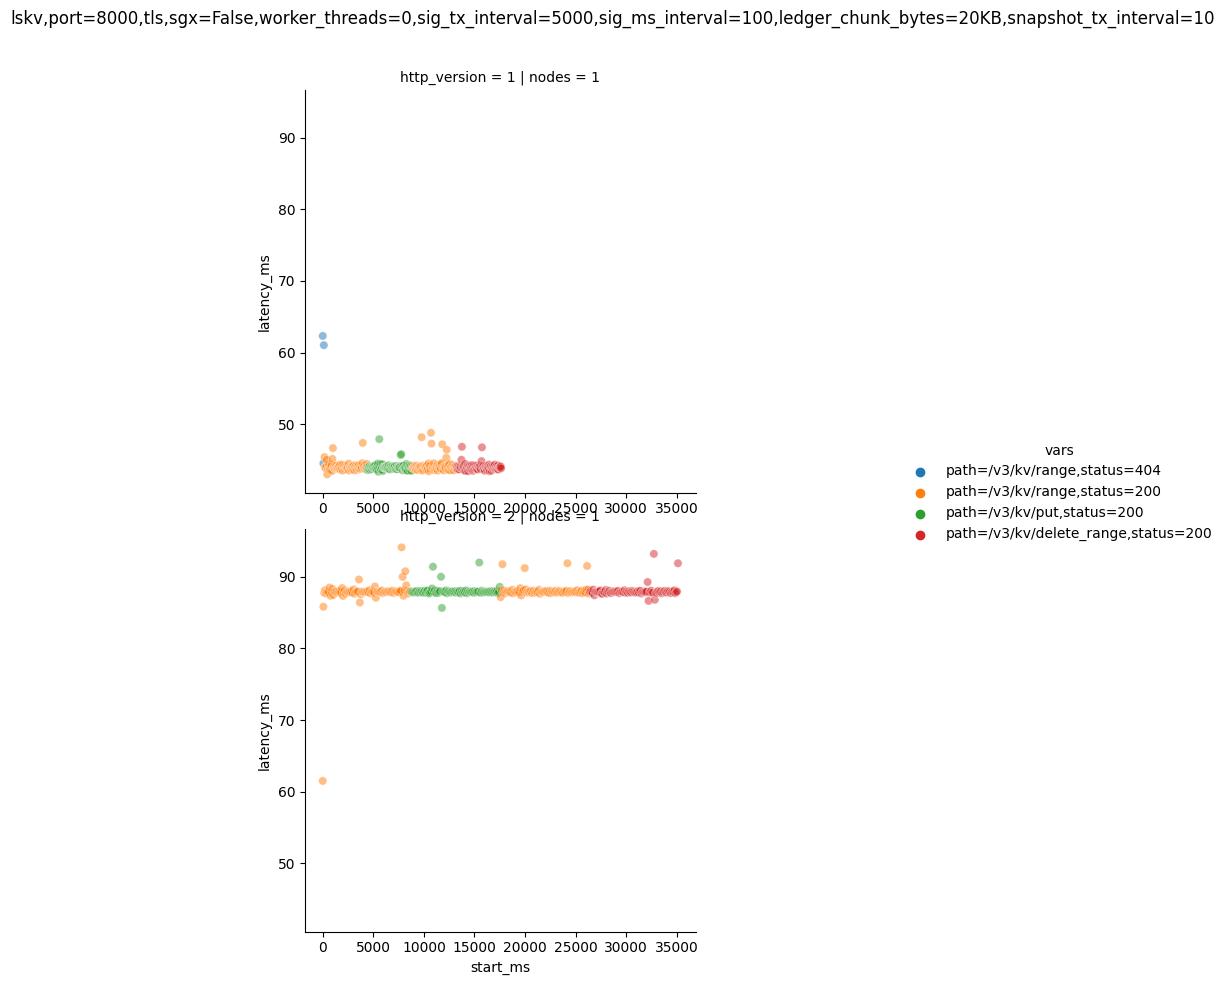 lskv,port=8000,tls,sgx=False,worker_threads=0,sig_tx_interval=5000,sig_ms_interval=100,ledger_chunk_bytes=20KB,snapshot_tx_interval=10
http_version = 1 | nodes = 1
90
80
70
60
50
latency_ms
0 5000 10000 15000 20000 25000 30000 35000
vars
path=/v3/kv/range,status=404
path=/v3/kv/range,status=200
path=/v3/kv/put,status=200
path=/v3/kv/delete_range,status=200
http_version = 2 | nodes = 1
90
80
70
60
50
latency_ms
0 5000 10000 15000 20000 25000 30000 35000
start_ms